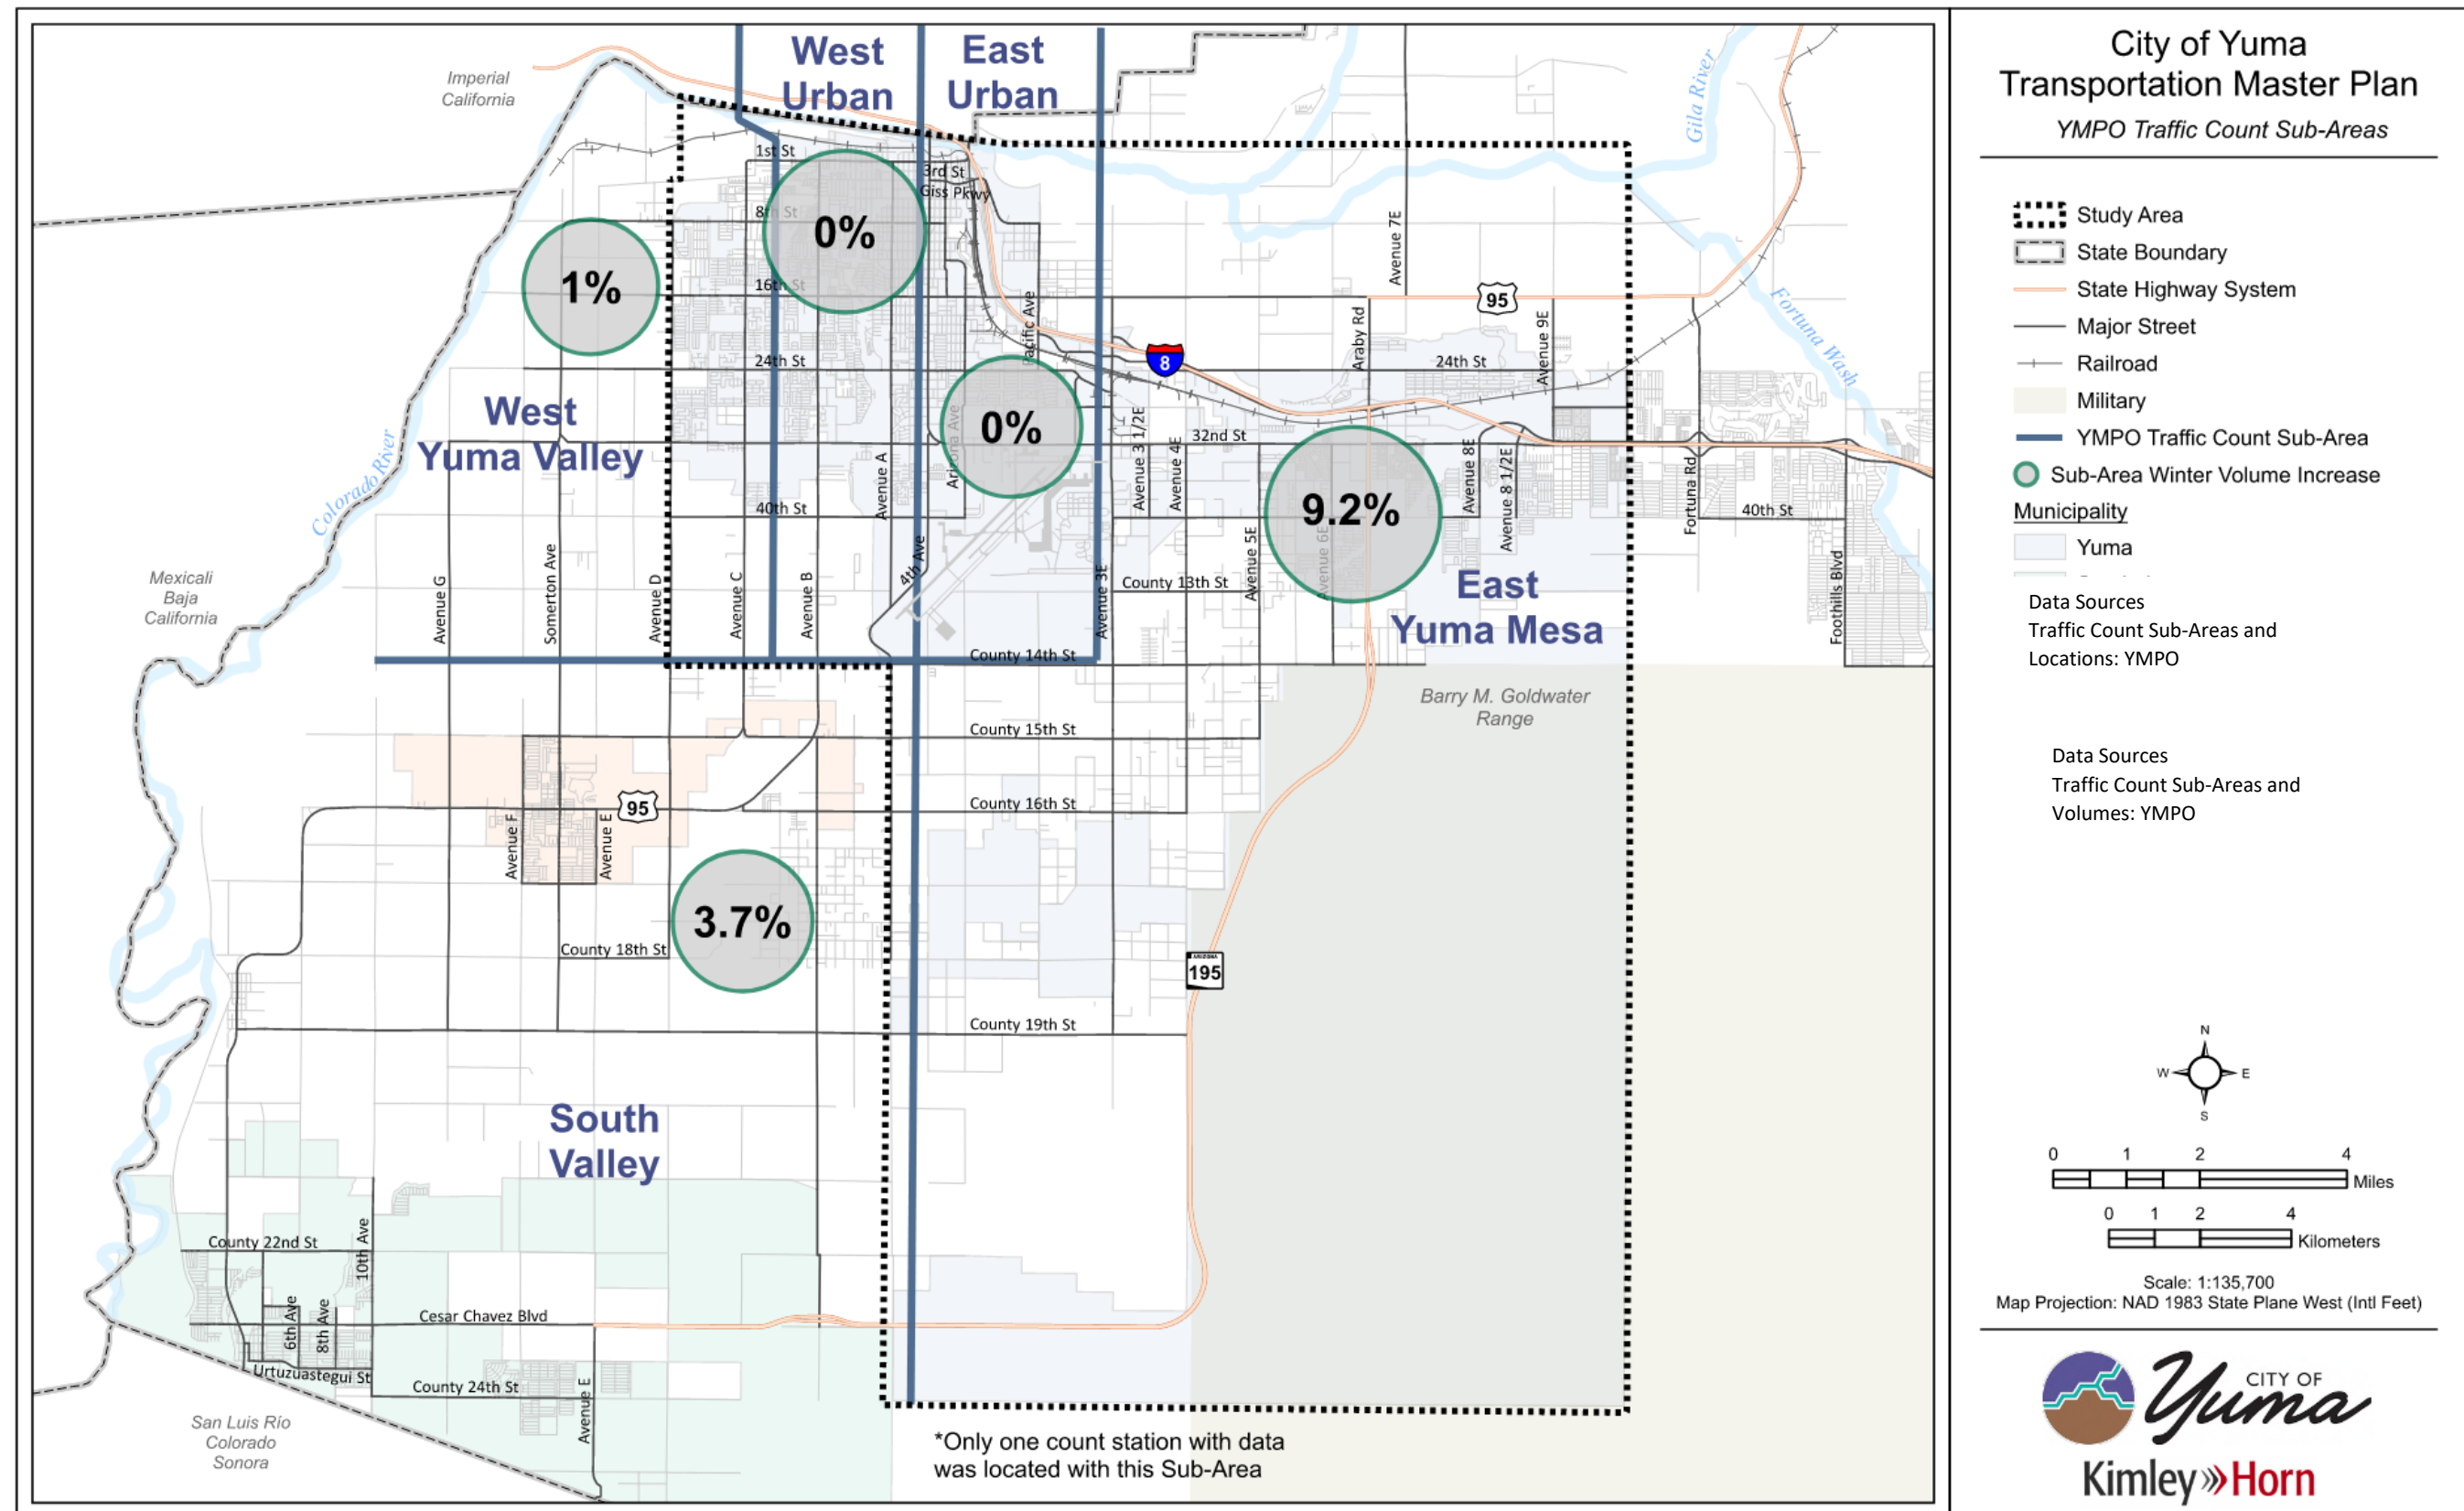 West
Urban
East
Urban
Imperial
California
1st St
3rd St
Giss Pkwy
8th St
0%
1%
16th St
Avenue 7E
95
Gila River
Fortuna Wash
Pacific Ave
8
Araby Rd
Avenue 9E
24th St
24th St
West
Yuma Valley
Colorado River
0%
Arizona Ave
Avenue A
32nd St
Avenue 3 1/2E
Avenue 4E
9.2%
Avenue 8E
Avenue 8 1/2E
Fortuna Rd
40th St
40th St
Mexicali
Baja
California
Avenue G
Somerton Ave
Avenue D
Avenue C
Avenue B
4th Ave
Avenue 3E
County 13th St
Avenue 5E
Avenue 6E
East
Yuma Mesa
Foothills Blvd
County 14th St
Barry M. Goldwater
Range
County 15th St
95
County 16th St
Avenue F
Avenue E
3.7%
County 18th St
ARIZONA
195
County 19th St
South
Valley
County 22nd St
10th Ave
6th Ave
8th Ave
Cesar Chavez Blvd
Urtuzuastegui St
County 24th St
Avenue E
San Luis Rio
Colorado
Sonora
*Only one count station with data
was located with this Sub-Area
City of Yuma
Transportation Master Plan
YMPO Traffic Count Sub-Areas
Study Area
State Boundary
State Highway System
Major Street
Railroad
Military
YMPO Traffic Count Sub-Area
Sub-Area Winter Volume Increase
Municipality
Yuma
Data Sources
Traffic Count Sub-Areas and
Locations: YMPO
Data Sources
Traffic Count Sub-Areas and
Volumes: YMPO
N
W E
S
0 1 2 4
Miles
0 1 2 4
Kilometers
Scale: 1:135,700
Map Projection: NAD 1983 State Plane West (Intl Feet)
CITY OF
Yuma
Kimley»Horn